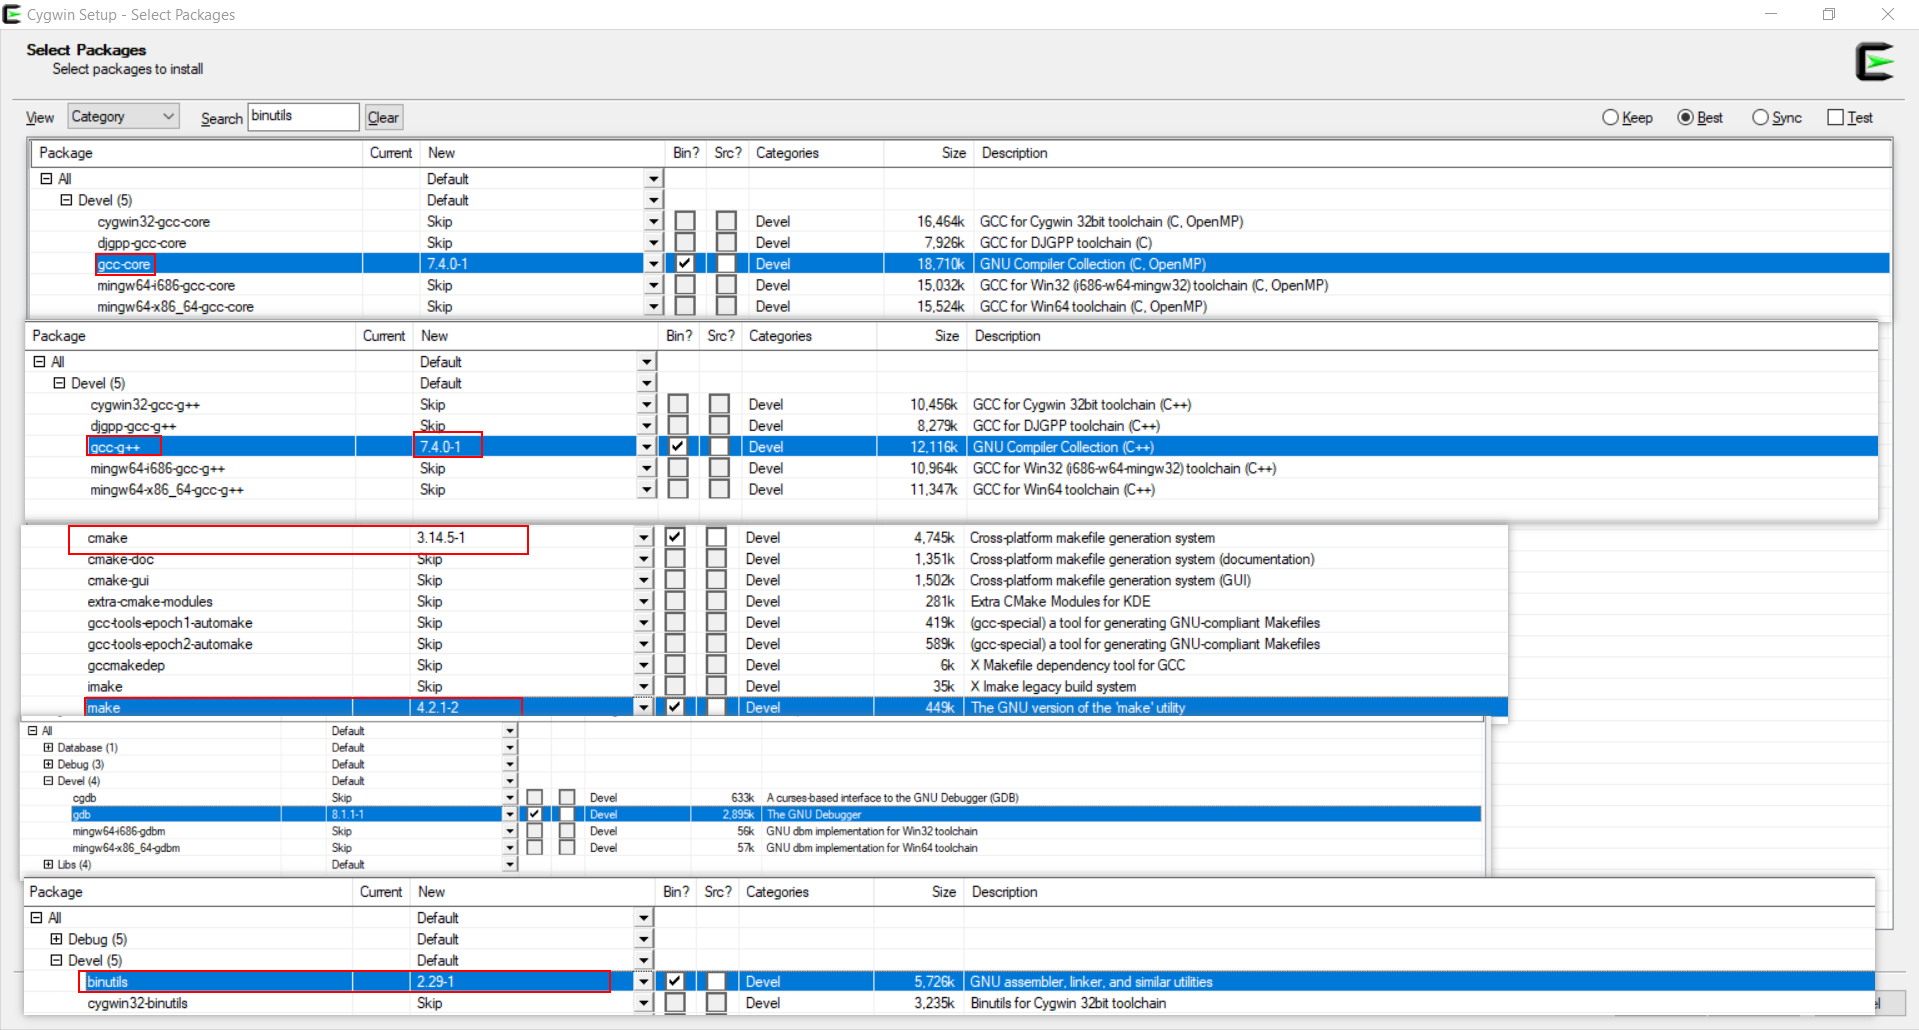 Cygwin Setup - Select Packages
Select Packages
Select packages to install
View Category Search binutils Clear Keep Best Sync Test
Package Current New Bin? Src? Categories Size Description
All Default
Devel (5) Default
cygwin32-gcc-core Skip Devel 16,464k GCC for Cygwin 32bit toolchain (C, OpenMP)
djgpp-gcc-core Skip Devel 7,926k GCC for DJGPP toolchain (C)
gcc-core 7.4.0-1 Devel 18,710k GNU Compiler Collection (C, OpenMP)
mingw64-i686-gcc-core Skip Devel 15,032k GCC for Win32 (i686-w64-mingw32) toolchain (C, OpenMP)
mingw64-x86_64-gcc-core Skip Devel 15,524k GCC for Win64 toolchain (C, OpenMP)
Package Current New Bin? Src? Categories Size Description
All Default
Devel (5) Default
cygwin32-gcc-g++ Skip Devel 10,456k GCC for Cygwin 32bit toolchain (C++)
djgpp-gcc-g++ Skip Devel 8,279k GCC for DJGPP toolchain (C++)
gcc-g++ 7.4.0-1 Devel 12,116k GNU Compiler Collection (C++)
mingw64-i686-gcc-g++ Skip Devel 10,964k GCC for Win32 (i686-w64-mingw32) toolchain (C++)
mingw64-x86_64-gcc-g++ Skip Devel 11,347k GCC for Win64 toolchain (C++)
cmake 3.14.5-1 Devel 4,745k Cross-platform makefile generation system
cmake-doc Skip Devel 1,351k Cross-platform makefile generation system (documentation)
cmake-gui Skip Devel 1,502k Cross-platform makefile generation system (GUI)
extra-cmake-modules Skip Devel 281k Extra CMake Modules for KDE
gcc-tools-epoch1-automake Skip Devel 419k (gcc-special) a tool for generating GNU-compliant Makefiles
gcc-tools-epoch2-automake Skip Devel 589k (gcc-special) a tool for generating GNU-compliant Makefiles
gccmakedep Skip Devel 6k X Makefile dependency tool for GCC
imake Skip Devel 35k X Imake legacy build system
make 4.2.1-2 Devel 449k The GNU version of the 'make' utility
All Default
Database (1) Default
Debug (3) Default
Devel (4) Default
cgdb Skip Devel 633k A curses-based interface to the GNU Debugger (GDB)
gdb 8.1.1-1 Devel 2,895k The GNU Debugger
mingw64-i686-gdbm Skip Devel 56k GNU dbm implementation for Win32 toolchain
mingw64-x86_64-gdbm Skip Devel 57k GNU dbm implementation for Win64 toolchain
Libs (4) Default
Package Current New Bin? Src? Categories Size Description
All Default
Debug (5) Default
Devel (5) Default
binutils 2.29-1 Devel 5,726k GNU assembler, linker, and similar utilities
cygwin32-binutils Skip Devel 3,235k Binutils for Cygwin 32bit toolchain